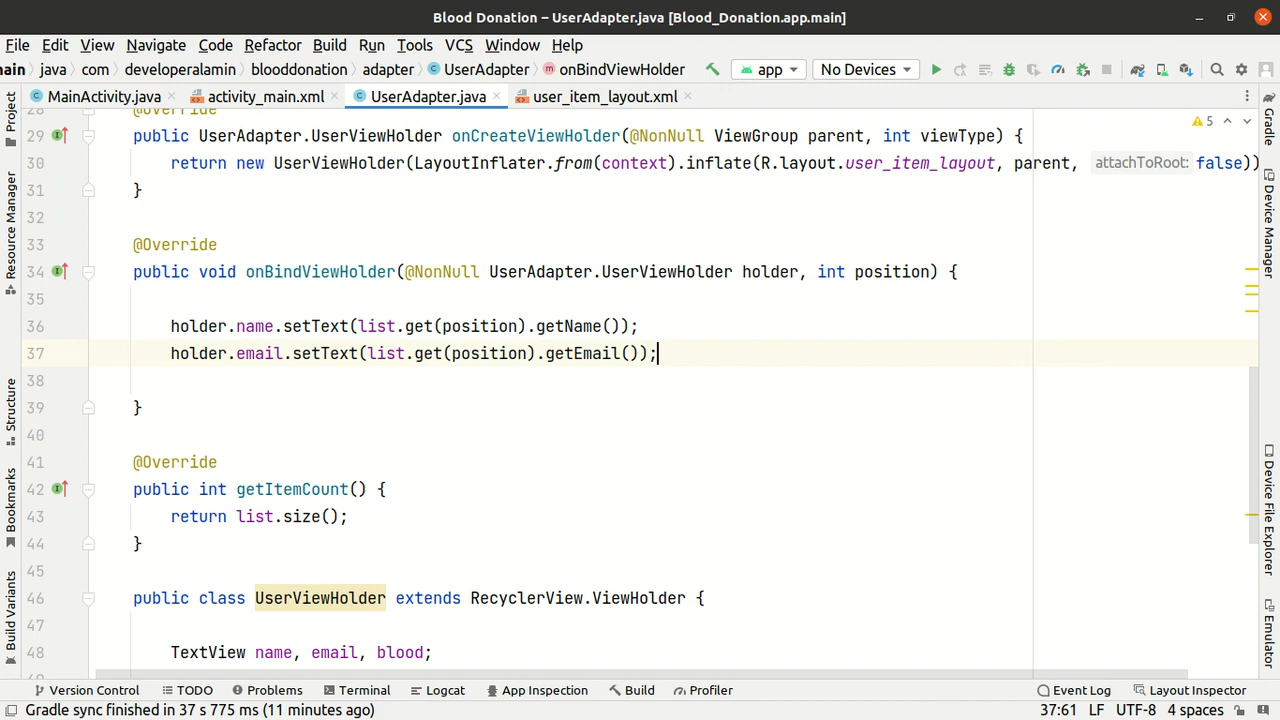 Blood Donation – UserAdapter.java [Blood_Donation.app.main]
File Edit View Navigate Code Refactor Build Run Tools VCS Window Help
ain java com developeralamin blooddonation adapter UserAdapter onBindViewHolder app No Devices
MainActivity.java activity_main.xml UserAdapter.java user_item_layout.xml
28 @Override
29 public UserAdapter.UserViewHolder onCreateViewHolder(@NonNull ViewGroup parent, int viewType) {
30 return new UserViewHolder(LayoutInflater.from(context).inflate(R.layout.user_item_layout, parent, attachToRoot: false))
31 }
32
33 @Override
34 public void onBindViewHolder(@NonNull UserAdapter.UserViewHolder holder, int position) {
35
36 holder.name.setText(list.get(position).getName());
37 holder.email.setText(list.get(position).getEmail());
38
39 }
40
41 @Override
42 public int getItemCount() {
43 return list.size();
44 }
45
46 public class UserViewHolder extends RecyclerView.ViewHolder {
47
48 TextView name, email, blood;
5
Project
Resource Manager
Structure
Bookmarks
Build Variants
Gradle
Device Manager
Device File Explorer
Emulator
Version Control TODO Problems Terminal Logcat App Inspection Build Profiler Event Log Layout Inspector
Gradle sync finished in 37 s 775 ms (11 minutes ago) 37:61 LF UTF-8 4 spaces